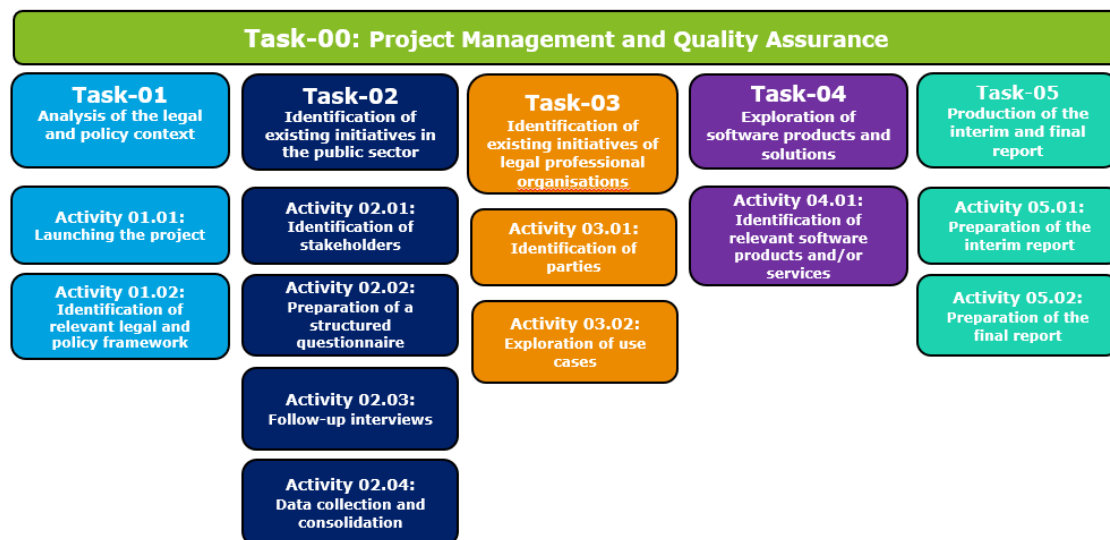 Task-00: Project Management and Quality Assurance
Task-01
Analysis of the legal
and policy context
Activity 01.01:
Launching the project
Activity 01.02:
Identification of
relevant legal and
policy framework
Task-02
Identification of
existing initiatives in
the public sector
Activity 02.01:
Identification of
stakeholders
Activity 02.02:
Preparation of a
structured
questionnaire
Activity 02.03:
Follow-up interviews
Activity 02.04:
Data collection and
consolidation
Task-03
Identification of
existing initiatives of
legal professional
organisations
Activity 03.01:
Identification of
parties
Activity 03.02:
Exploration of use
cases
Task-04
Exploration of
software products and
solutions
Activity 04.01:
Identification of
relevant software
products and/or
services
Task-05
Production of the
interim and final
report
Activity 05.01:
Preparation of the
interim report
Activity 05.02:
Preparation of the
final report